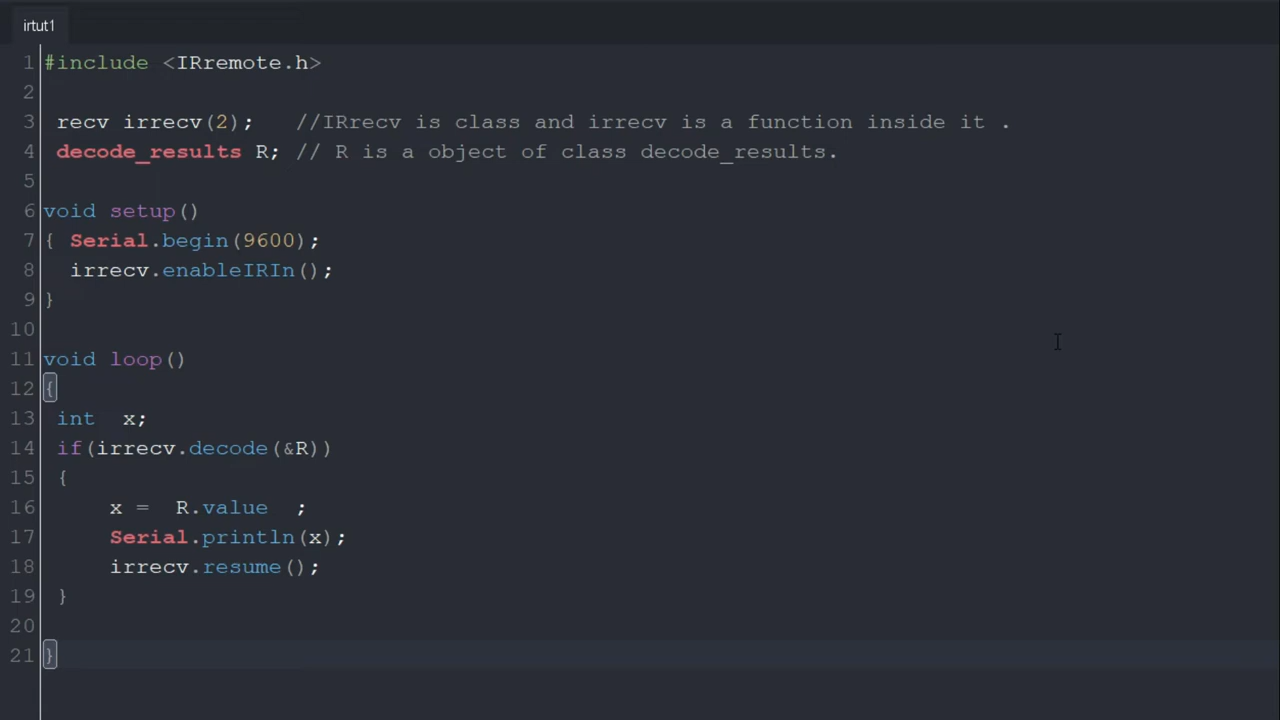 irtut1
1 #include <IRremote.h>
2
3 recv irrecv(2);   //IRrecv is class and irrecv is a function inside it .
4 decode_results R; // R is a object of class decode_results.
5
6 void setup()
7 { Serial.begin(9600);
8 irrecv.enableIRIn();
9 }
10
11 void loop()
12 {
13 int  x;
14 if(irrecv.decode(&R))
15 {
16 x =  R.value  ;
17 Serial.println(x);
18 irrecv.resume();
19 }
20
21 }